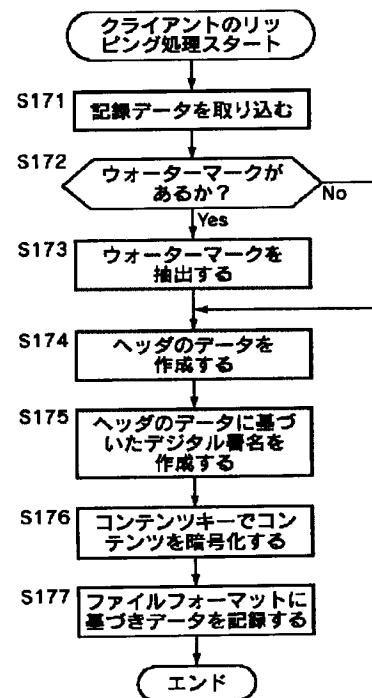 クライアントのリッ
ピング処理スタート
S171
記録データを取り込む
S172
ウォーターマークが
あるか？
No
Yes
S173
ウォーターマークを
抽出する
S174
ヘッダのデータを
作成する
S175
ヘッダのデータに基づ
いたデジタル署名を
作成する
S176
コンテンツキーでコン
テンツを暗号化する
S177
ファイルフォーマットに
基づきデータを記録する
エンド